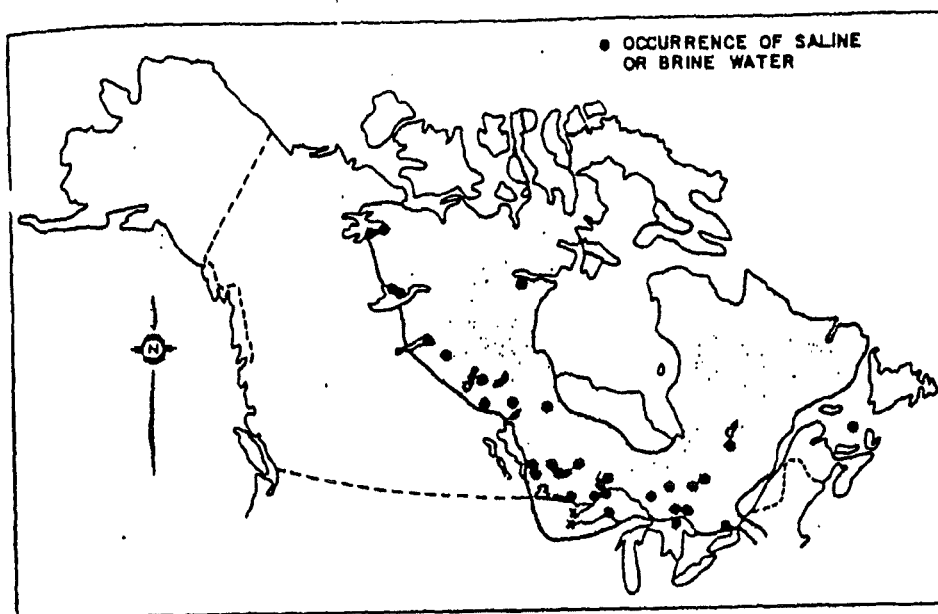 ● OCCURRENCE OF SALINE
OR BRINE WATER
N